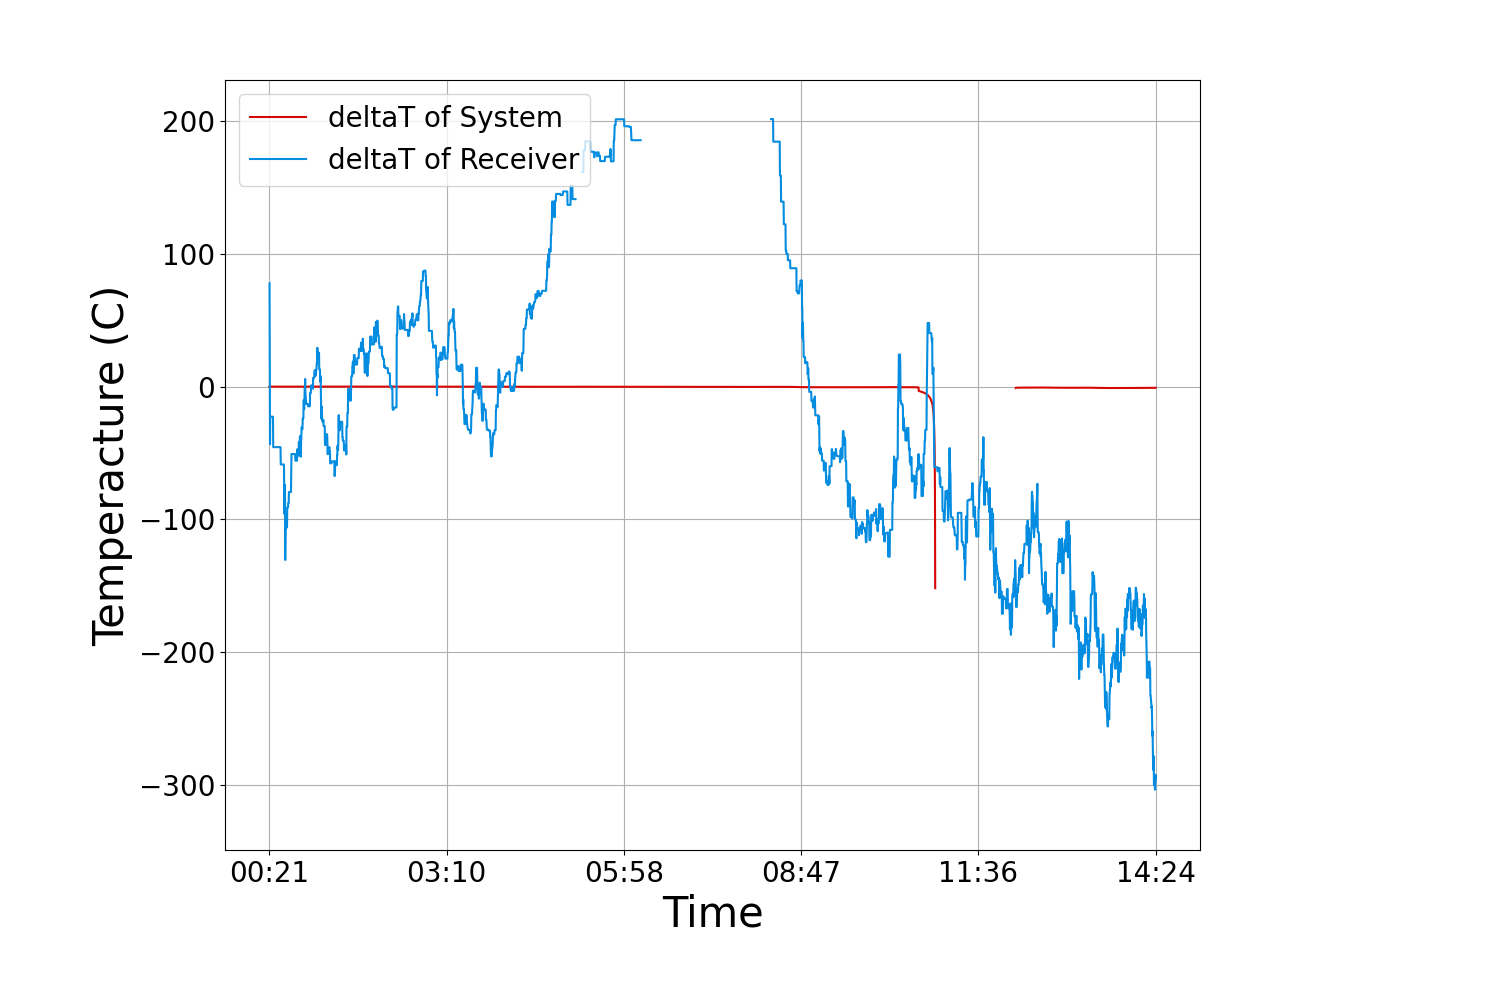 deltaT of System
deltaT of Receiver
200
100
0
−100
−200
−300
Temperacture (C)
00:21 03:10 05:58 08:47 11:36 14:24
Time